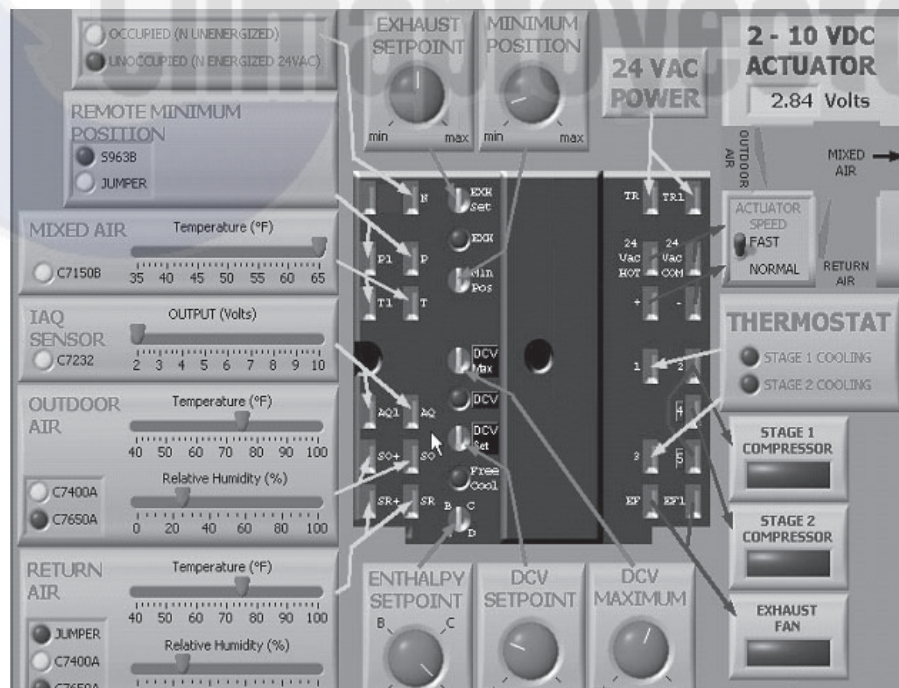 OCCUPIED (N UNENERGIZED)
UNOCCUPIED (N ENERGIZED 24VAC)
REMOTE MINIMUM
POSITION
S963B
JUMPER
MIXED AIR
Temperature (°F)
C7150B
35 40 45 50 55 60 65
IAQ
SENSOR
OUTPUT (Volts)
C7232
2 3 4 5 6 7 8 9 10
OUTDOOR
AIR
Temperature (°F)
40 50 60 70 80 90 100
Relative Humidity (%)
C7400A
C7650A
0 20 40 60 80 100
RETURN
AIR
Temperature (°F)
40 50 60 70 80 90 100
JUMPER
C7400A
C7650A
Relative Humidity (%)
EXHAUST
SETPOINT
min max
MINIMUM
POSITION
min max
24 VAC
POWER
2 - 10 VDC
ACTUATOR
2.84 Volts
OUTDOOR
AIR
MIXED
AIR
RETURN
AIR
ACTUATOR
SPEED
FAST
NORMAL
THERMOSTAT
STAGE 1 COOLING
STAGE 2 COOLING
STAGE 1
COMPRESSOR
STAGE 2
COMPRESSOR
EXHAUST
FAN
N
P1 P
T1 T
AQ1 AQ
SO+ SO
SR+ SR
EXH
Set
EXH
Min
Pos
DCV
Max
DCV
DCV
Set
Free
Cool
B C
D
TR TR1
24
Vac
HOT
24
Vac
COM
+ -
1 2
4
3 5
EF EF1
ENTHALPY
SETPOINT
B C
DCV
SETPOINT
DCV
MAXIMUM